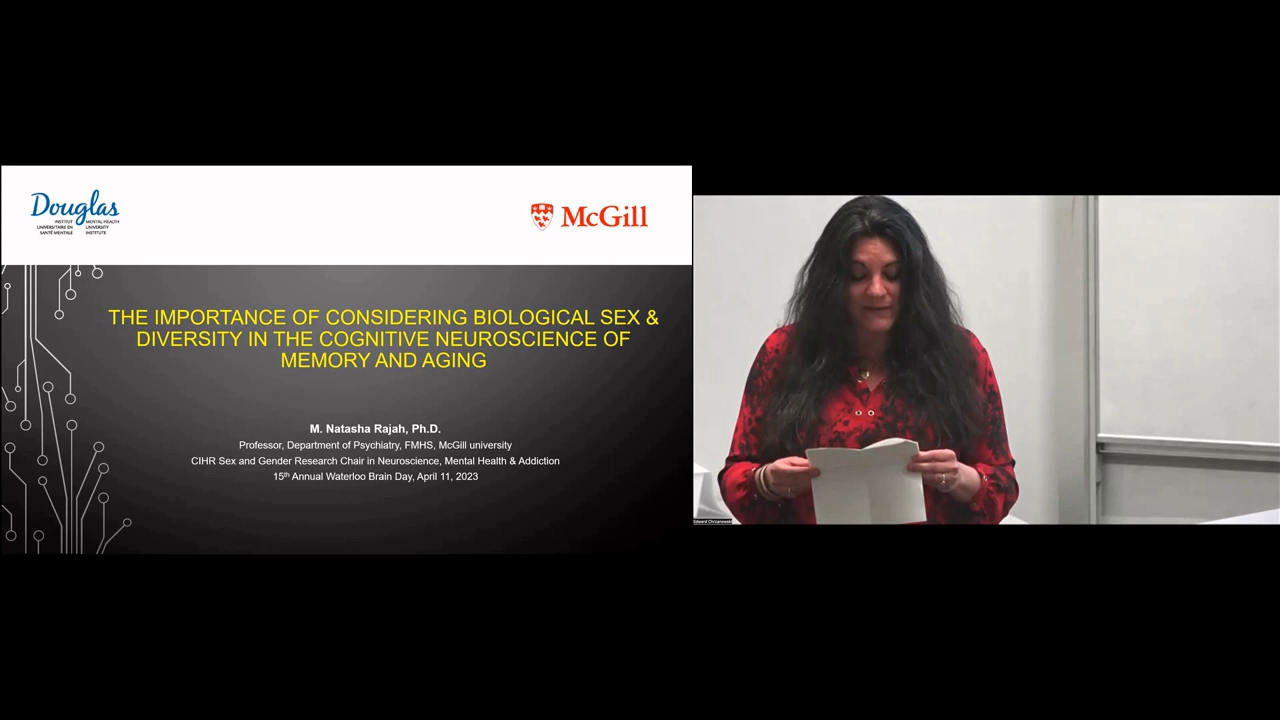 Douglas
INSTITUT
UNIVERSITAIRE EN
SANTÉ MENTALE
MENTAL HEALTH
UNIVERSITY
INSTITUTE
McGill
THE IMPORTANCE OF CONSIDERING BIOLOGICAL SEX &
DIVERSITY IN THE COGNITIVE NEUROSCIENCE OF
MEMORY AND AGING
M. Natasha Rajah, Ph.D.
Professor, Department of Psychiatry, FMHS, McGill university
CIHR Sex and Gender Research Chair in Neuroscience, Mental Health & Addiction
15th Annual Waterloo Brain Day, April 11, 2023
Edward Chrzanowski